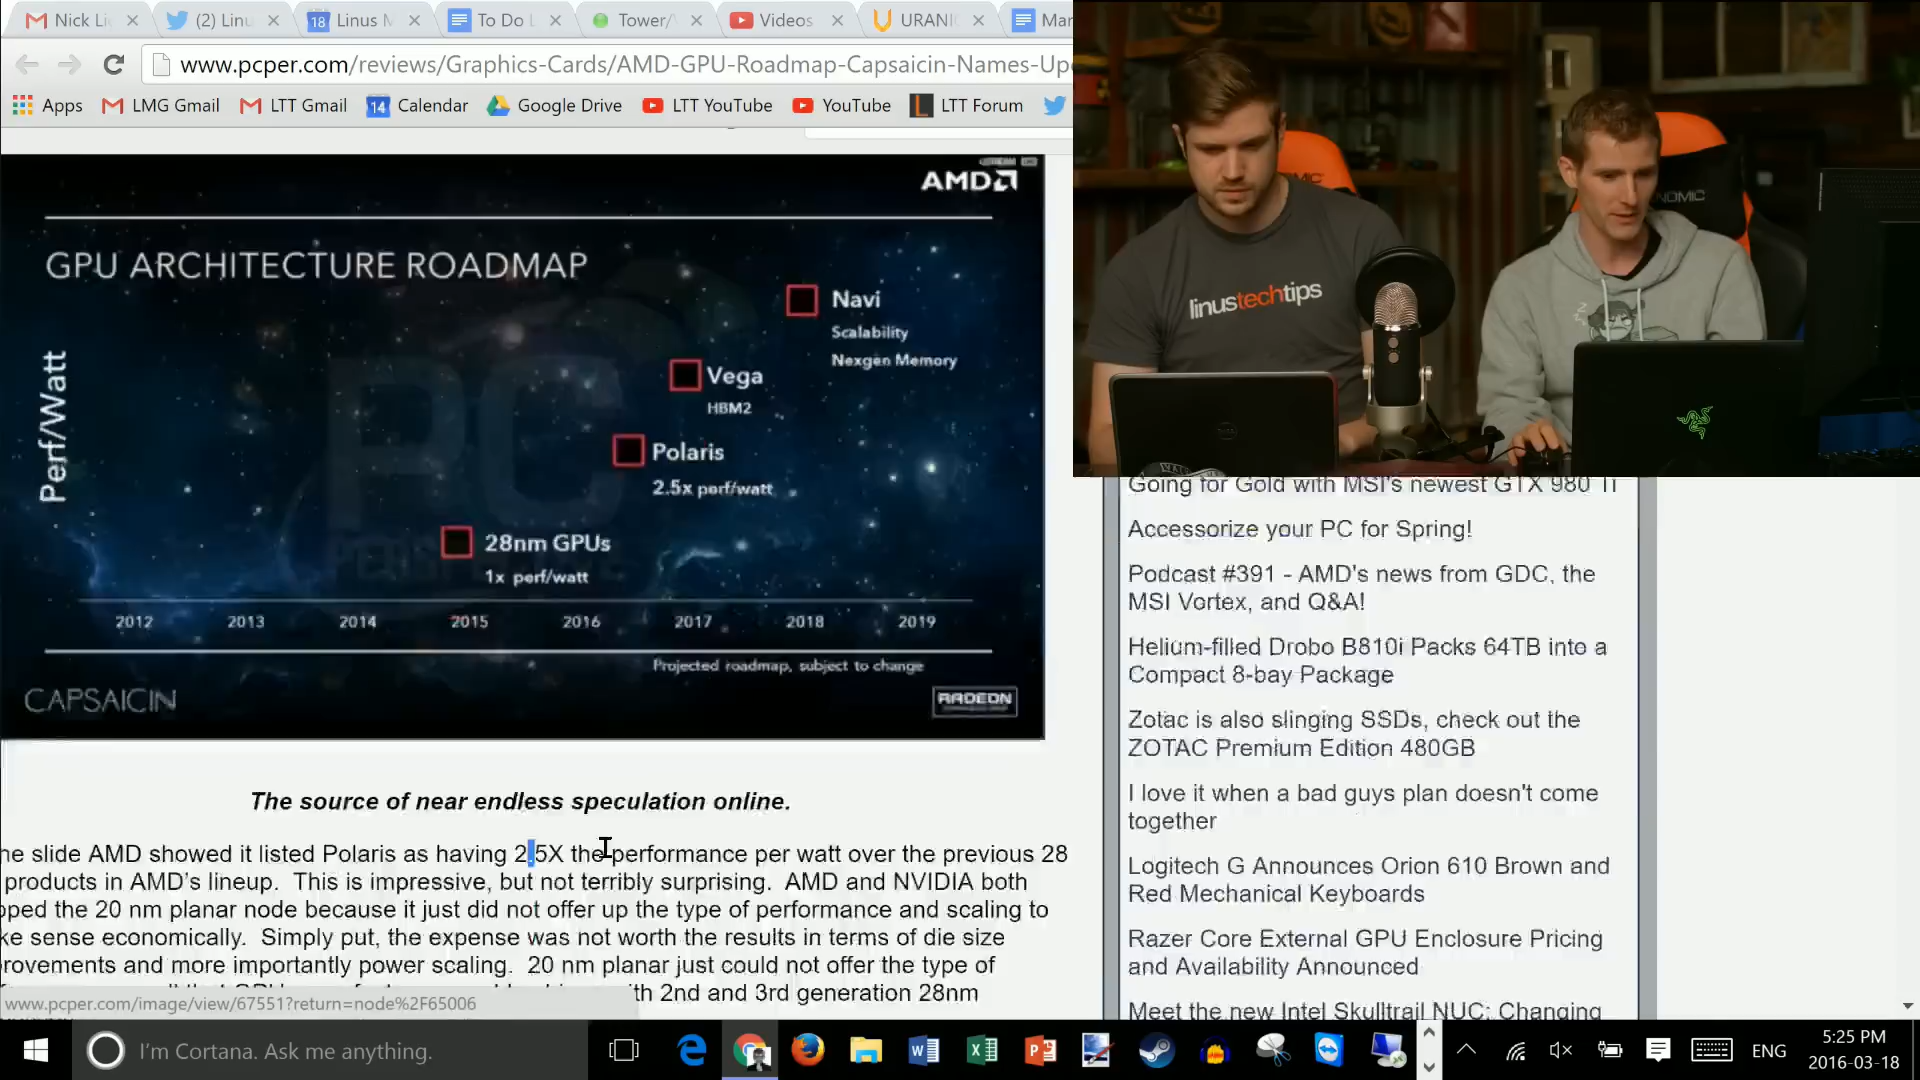 Nick Li
(2) Linu
18
Linus M
To Do L
Tower/
Videos
URANI
Mar
www.pcper.com/reviews/Graphics-Cards/AMD-GPU-Roadmap-Capsaicin-Names-Up
Apps
LMG Gmail
LTT Gmail
14
Calendar
Google Drive
LTT YouTube
YouTube
LTT Forum
AMD
GPU ARCHITECTURE ROADMAP
Navi
Scalability
Nexgen Memory
Vega
HBM2
Perf/Watt
Polaris
2.5x perf/watt
28nm GPUs
1x perf/watt
2012 2013 2014 2015 2016 2017 2018 2019
Projected roadmap, subject to change
CAPSAICIN
RADEON
The source of near endless speculation online.
ne slide AMD showed it listed Polaris as having 2.5X the performance per watt over the previous 28
products in AMD's lineup. This is impressive, but not terribly surprising. AMD and NVIDIA both
pped the 20 nm planar node because it just did not offer up the type of performance and scaling to
ke sense economically. Simply put, the expense was not worth the results in terms of die size
rovements and more importantly power scaling. 20 nm planar just could not offer the type of
th 2nd and 3rd generation 28nm
www.pcper.com/image/view/67551?return=node%2F65006
linustechtips
NOMIC
Going for Gold with MSI's newest GTX 980 Ti
Accessorize your PC for Spring!
Podcast #391 - AMD's news from GDC, the
MSI Vortex, and Q&A!
Helium-filled Drobo B810i Packs 64TB into a
Compact 8-bay Package
Zotac is also slinging SSDs, check out the
ZOTAC Premium Edition 480GB
I love it when a bad guys plan doesn't come
together
Logitech G Announces Orion 610 Brown and
Red Mechanical Keyboards
Razer Core External GPU Enclosure Pricing
and Availability Announced
Meet the new Intel Skulltrail NUC: Changing
I'm Cortana. Ask me anything.
ENG
5:25 PM
2016-03-18